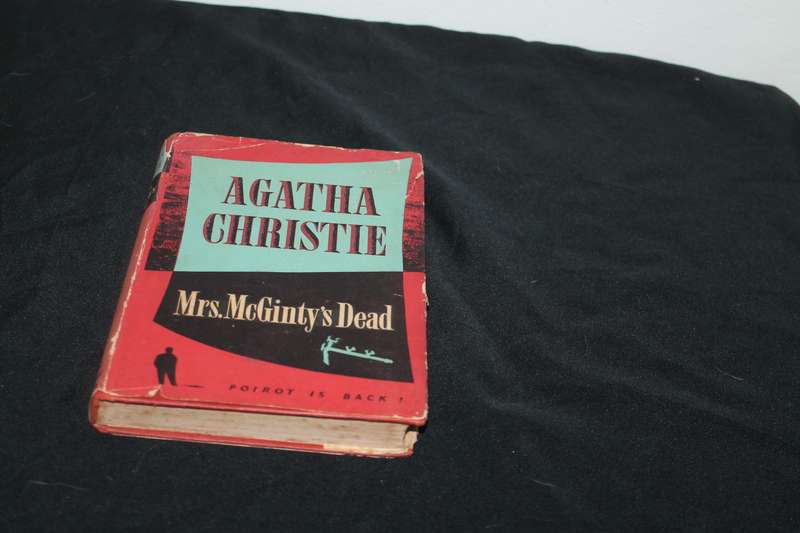 AGATHA
CHRISTIE
Mrs. McGinty's Dead
POIROT IS BACK!